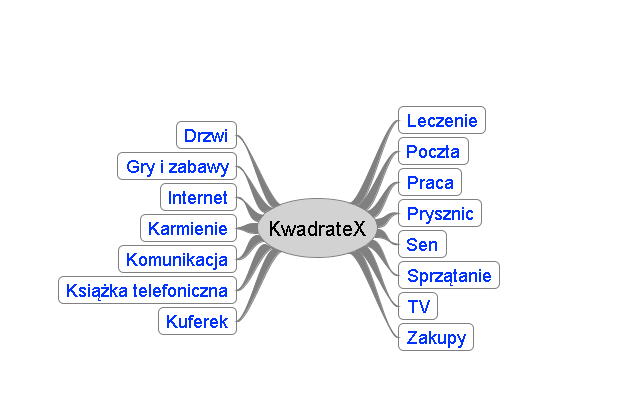 Drzwi
Gry i zabawy
Internet
Karmienie
Komunikacja
Książka telefoniczna
Kuferek
KwadrateX
Leczenie
Poczta
Praca
Prysznic
Sen
Sprzątanie
TV
Zakupy